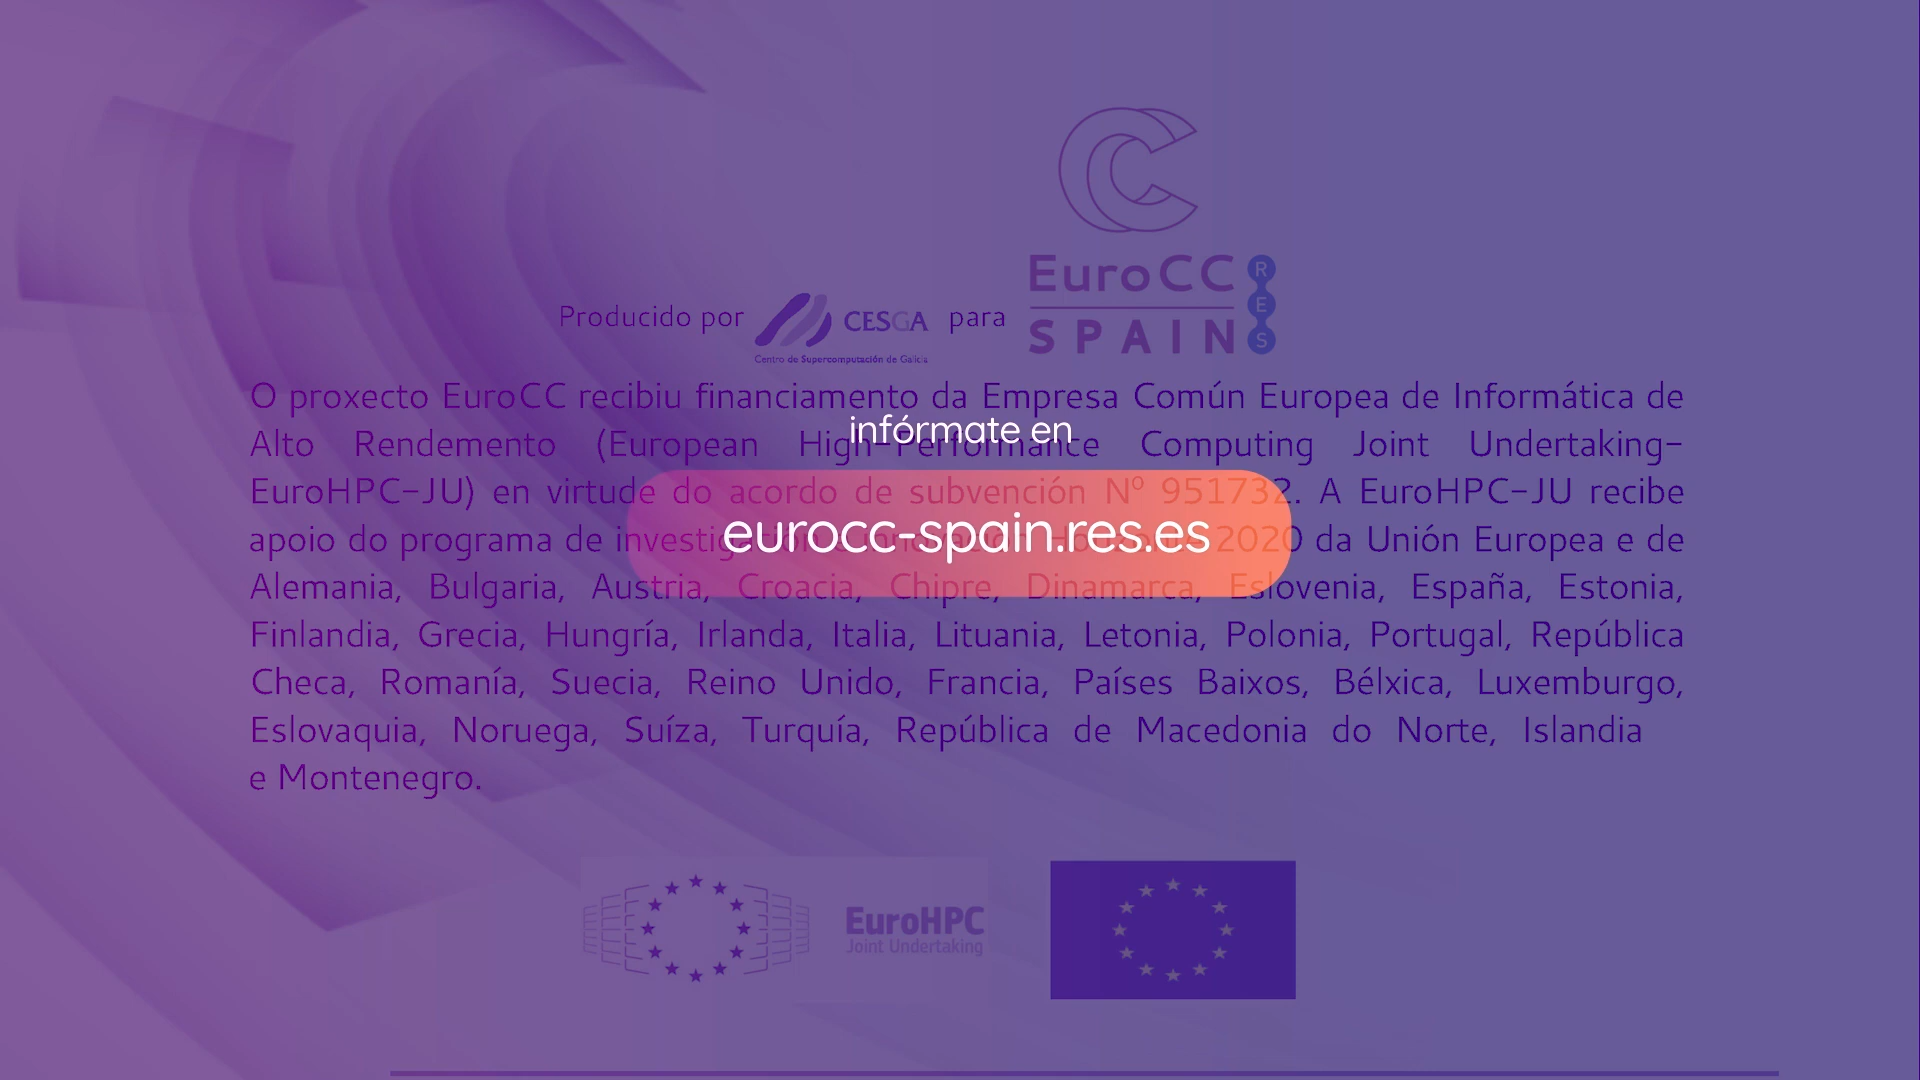 EuroCC
RES
SPAIN
Producido por CESGA para
Centro de Supercomputación de Galicia
O proxecto EuroCC recibiu financiamento da Empresa Común Europea de Informática de
infórmate en
Alto Rendemento (European High-Performance Computing Joint Undertaking-
EuroHPC-JU) en virtude do acordo de subvención Nº 951732. A EuroHPC-JU recibe
eurocc-spain.res.es
apoio do programa de investigación 2020 da Unión Europea e de
Alemania, Bulgaria, Austria, Croacia, Chipre, Dinamarca, Eslovenia, España, Estonia,
Finlandia, Grecia, Hungría, Irlanda, Italia, Lituania, Letonia, Polonia, Portugal, República
Checa, Romanía, Suecia, Reino Unido, Francia, Países Baixos, Bélxica, Luxemburgo,
Eslovaquia, Noruega, Suíza, Turquía, República de Macedonia do Norte, Islandia
e Montenegro.
EuroHPC
Joint Undertaking